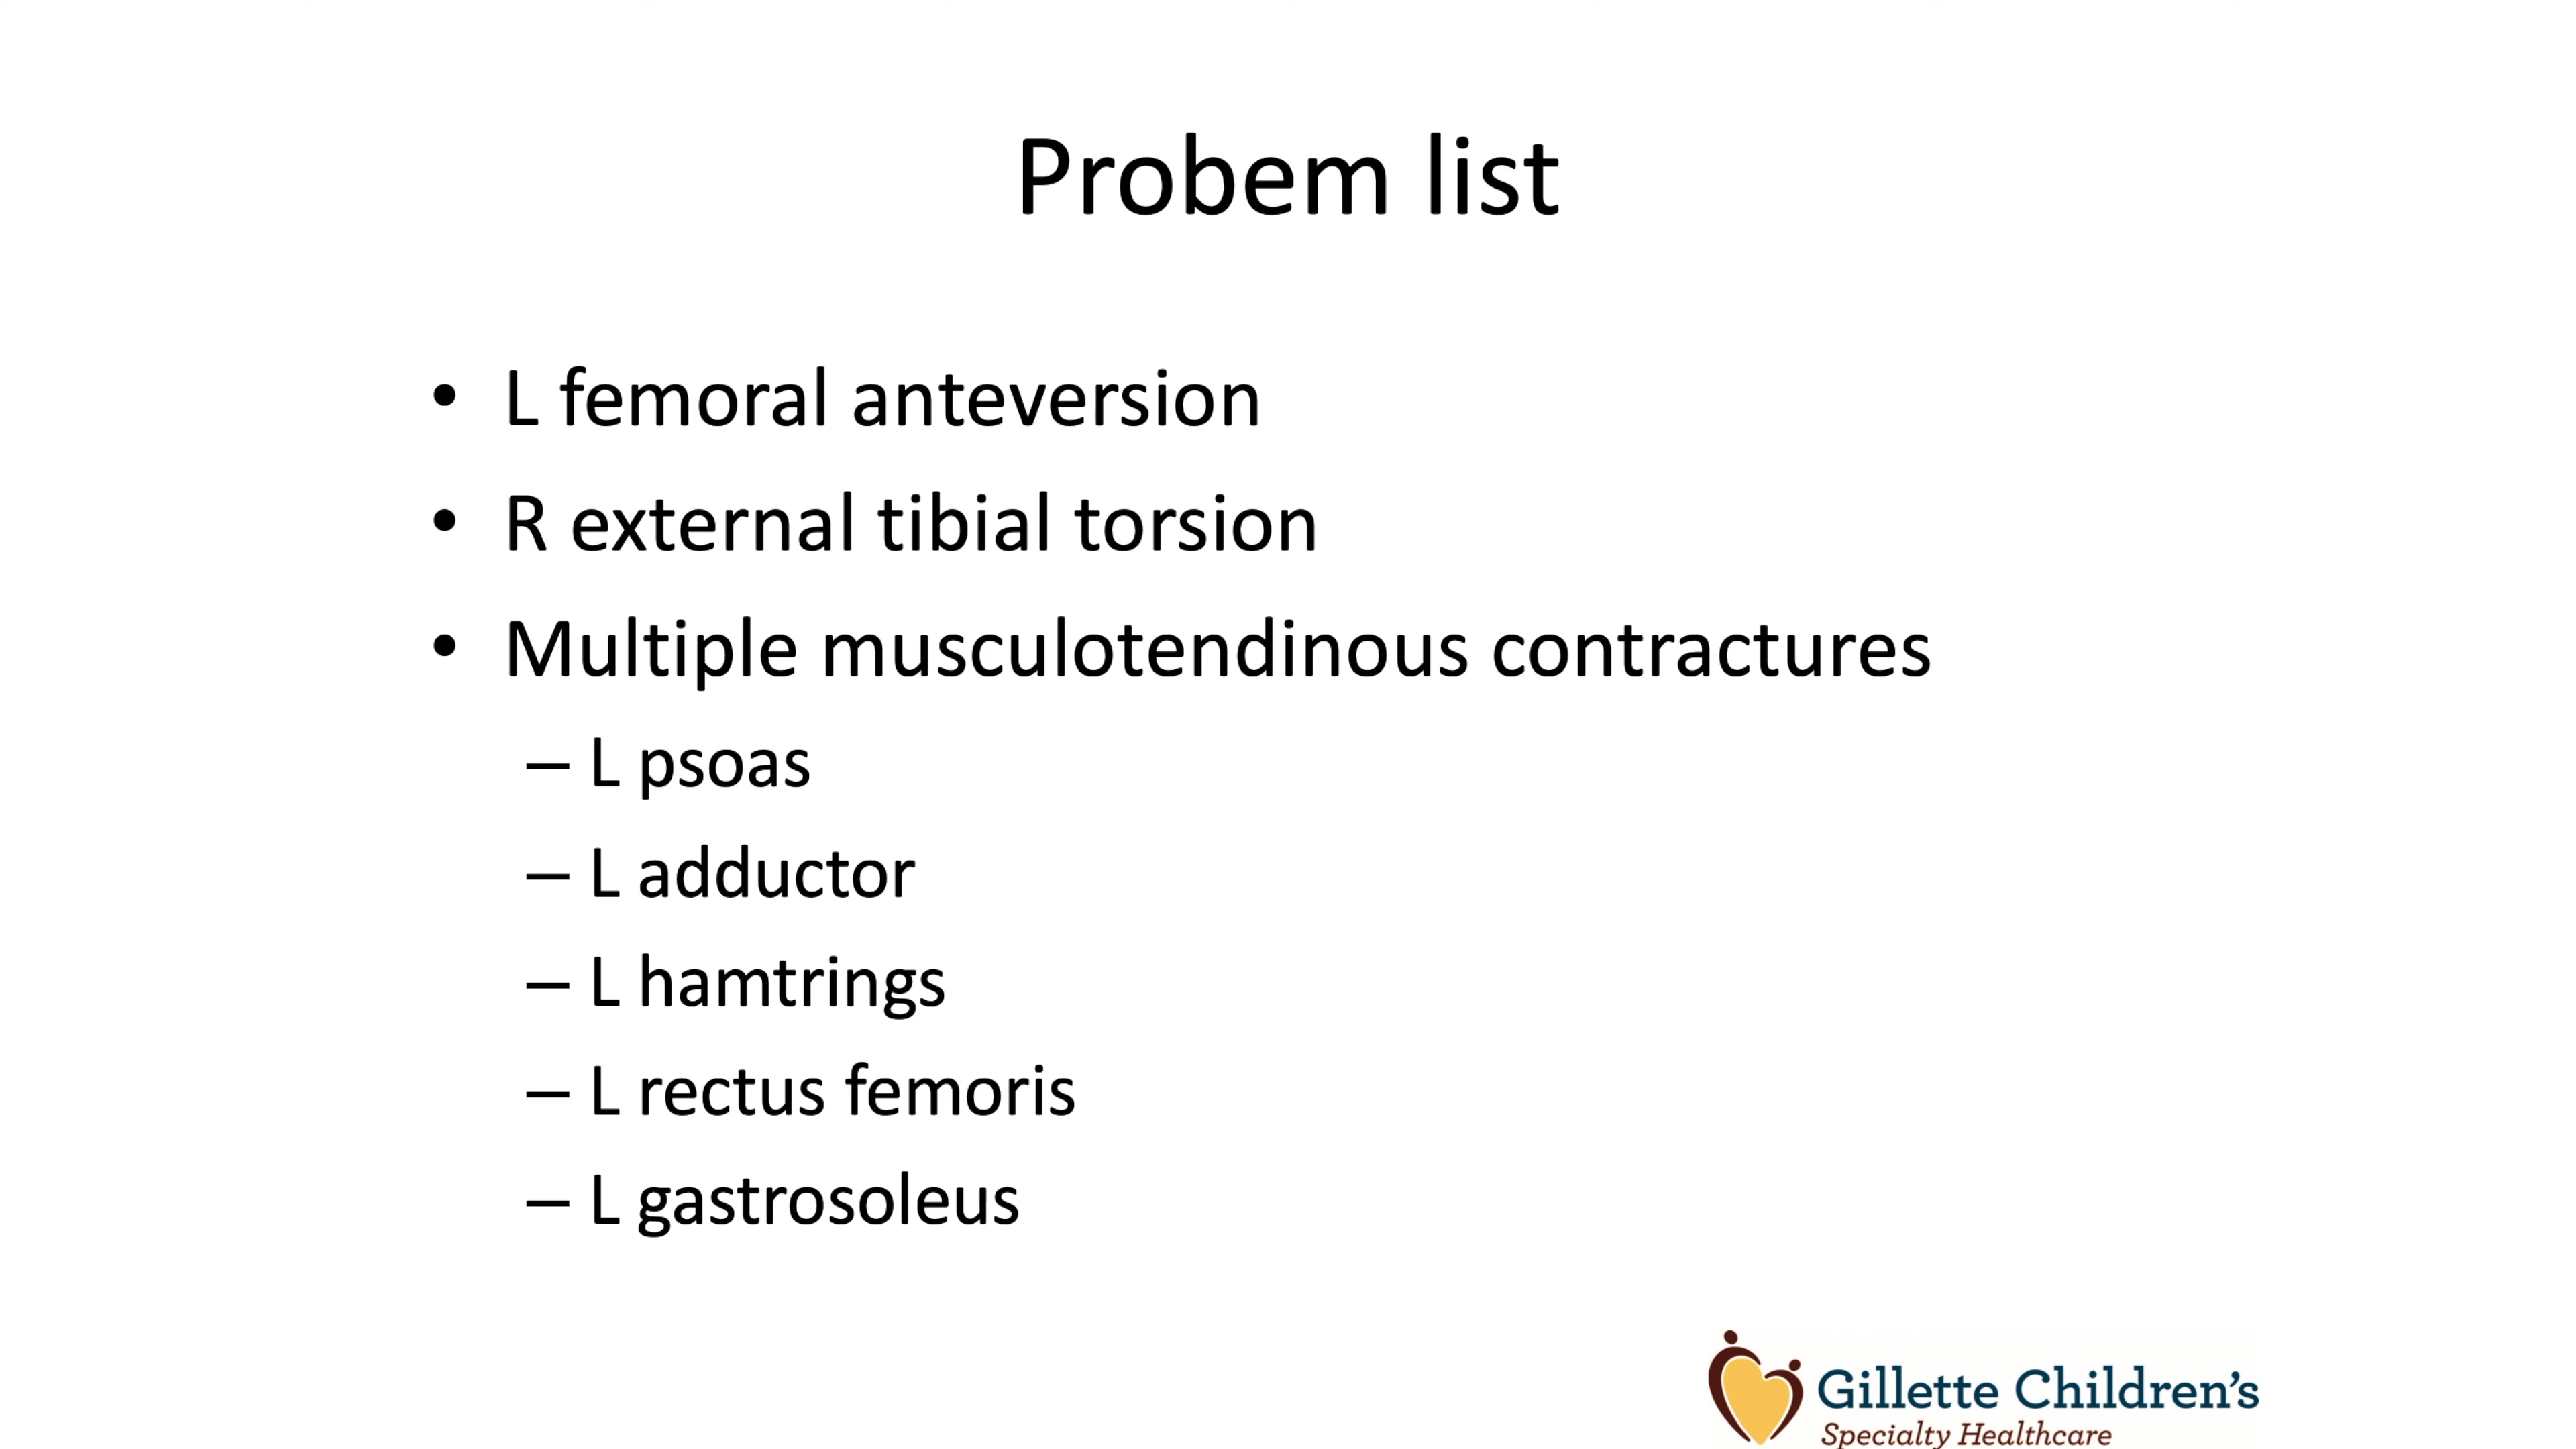 Probem list
• L femoral anteversion
• R external tibial torsion
• Multiple musculotendinous contractures
– L psoas
– L adductor
– L hamtrings
– L rectus femoris
– L gastrosoleus
Gillette Children's
Specialty Healthcare